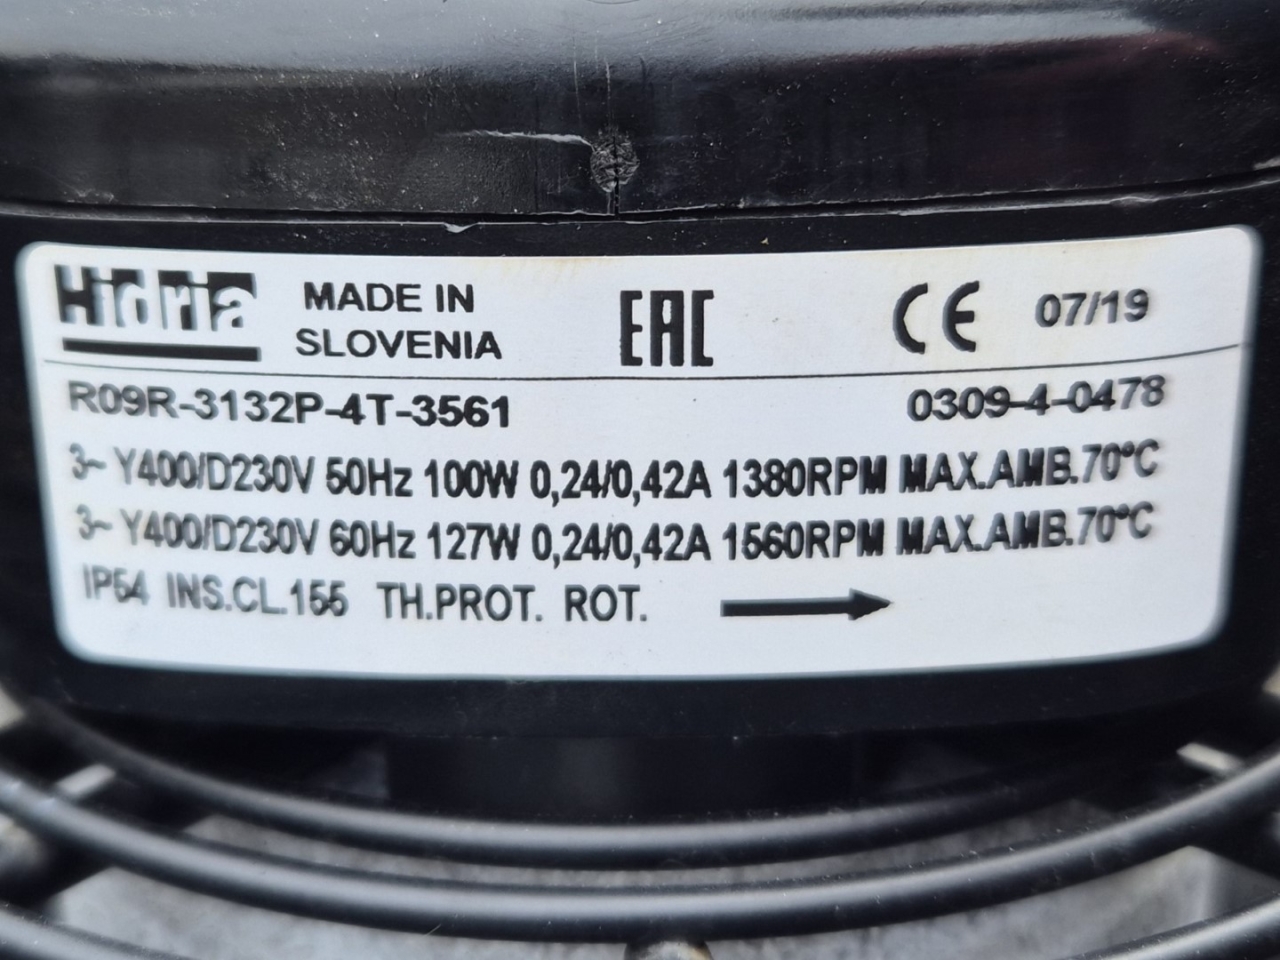 Hidria MADE IN SLOVENIA EAC CE 07/19
R09R-3132P-4T-3561 0309-4-0478
3~ Y400/D230V 50Hz 100W 0,24/0,42A 1380RPM MAX.AMB.70°C
3~ Y400/D230V 60Hz 127W 0,24/0,42A 1560RPM MAX.AMB.70°C
IP54 INS.CL.155 TH.PROT. ROT.